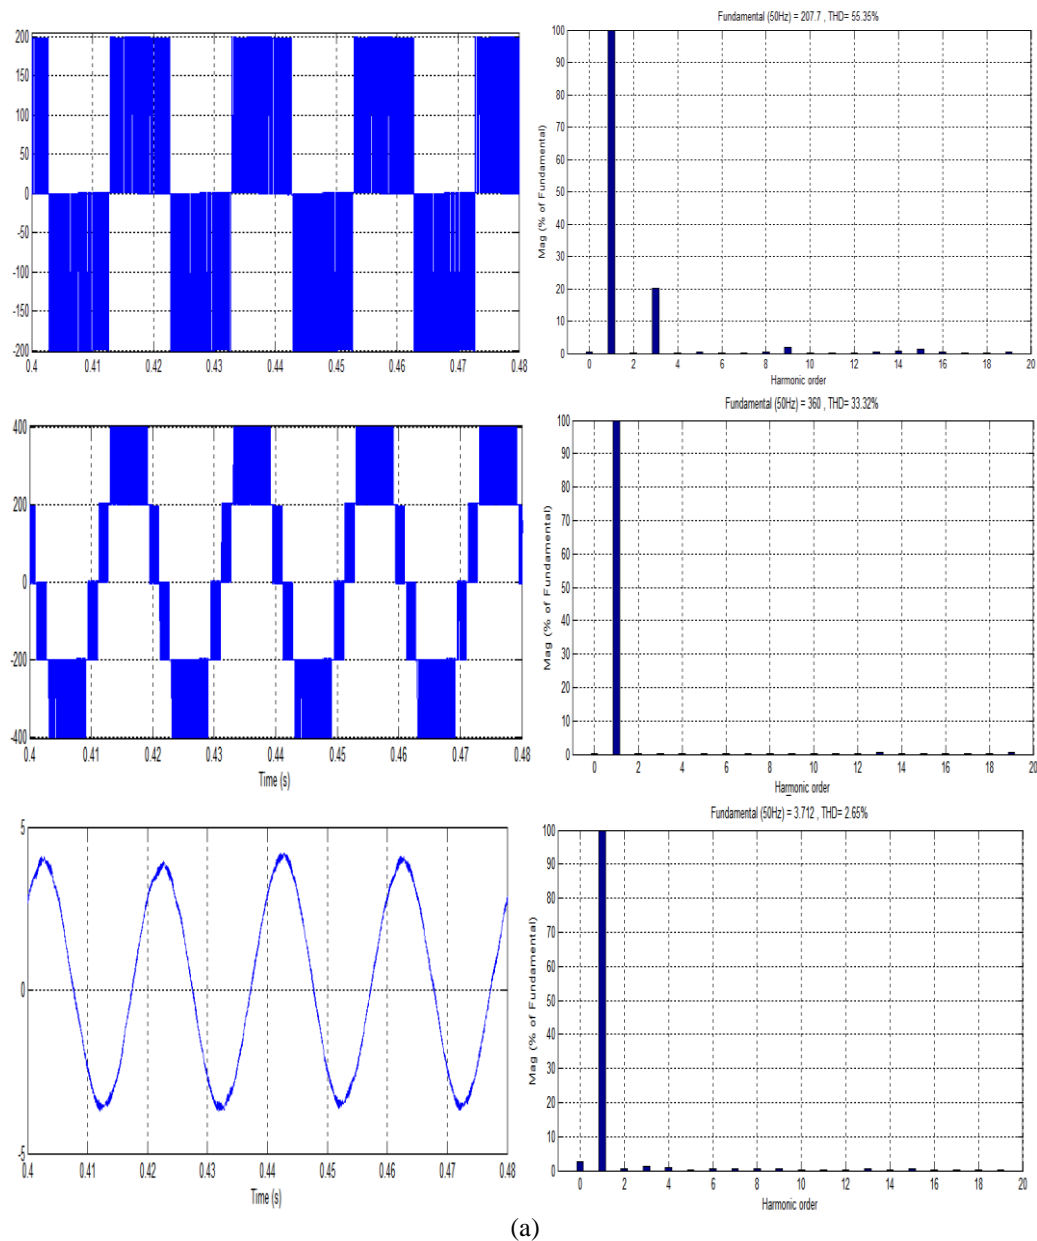 Fundamental (50Hz) = 207.7 , THD= 55.35%
200
150
100
50
0
-50
-100
-150
-200
0.4 0.41 0.42 0.43 0.44 0.45 0.46 0.47 0.48
100
90
80
70
60
50
40
30
20
10
0
Mag (% of Fundamental)
0 2 4 6 8 10 12 14 16 18 20
Harmonic order
400
200
0
-200
-400
0.4 0.41 0.42 0.43 0.44 0.45 0.46 0.47 0.48
Time (s)
Fundamental (50Hz) = 360 , THD= 33.32%
100
90
80
70
60
50
40
30
20
10
0
Mag (% of Fundamental)
0 2 4 6 8 10 12 14 16 18 20
Harmonic order
5
0
-5
0.4 0.41 0.42 0.43 0.44 0.45 0.46 0.47 0.48
Time (s)
Fundamental (50Hz) = 3.712 , THD= 2.65%
100
90
80
70
60
50
40
30
20
10
0
Mag (% of Fundamental)
0 2 4 6 8 10 12 14 16 18 20
Harmonic order
(a)